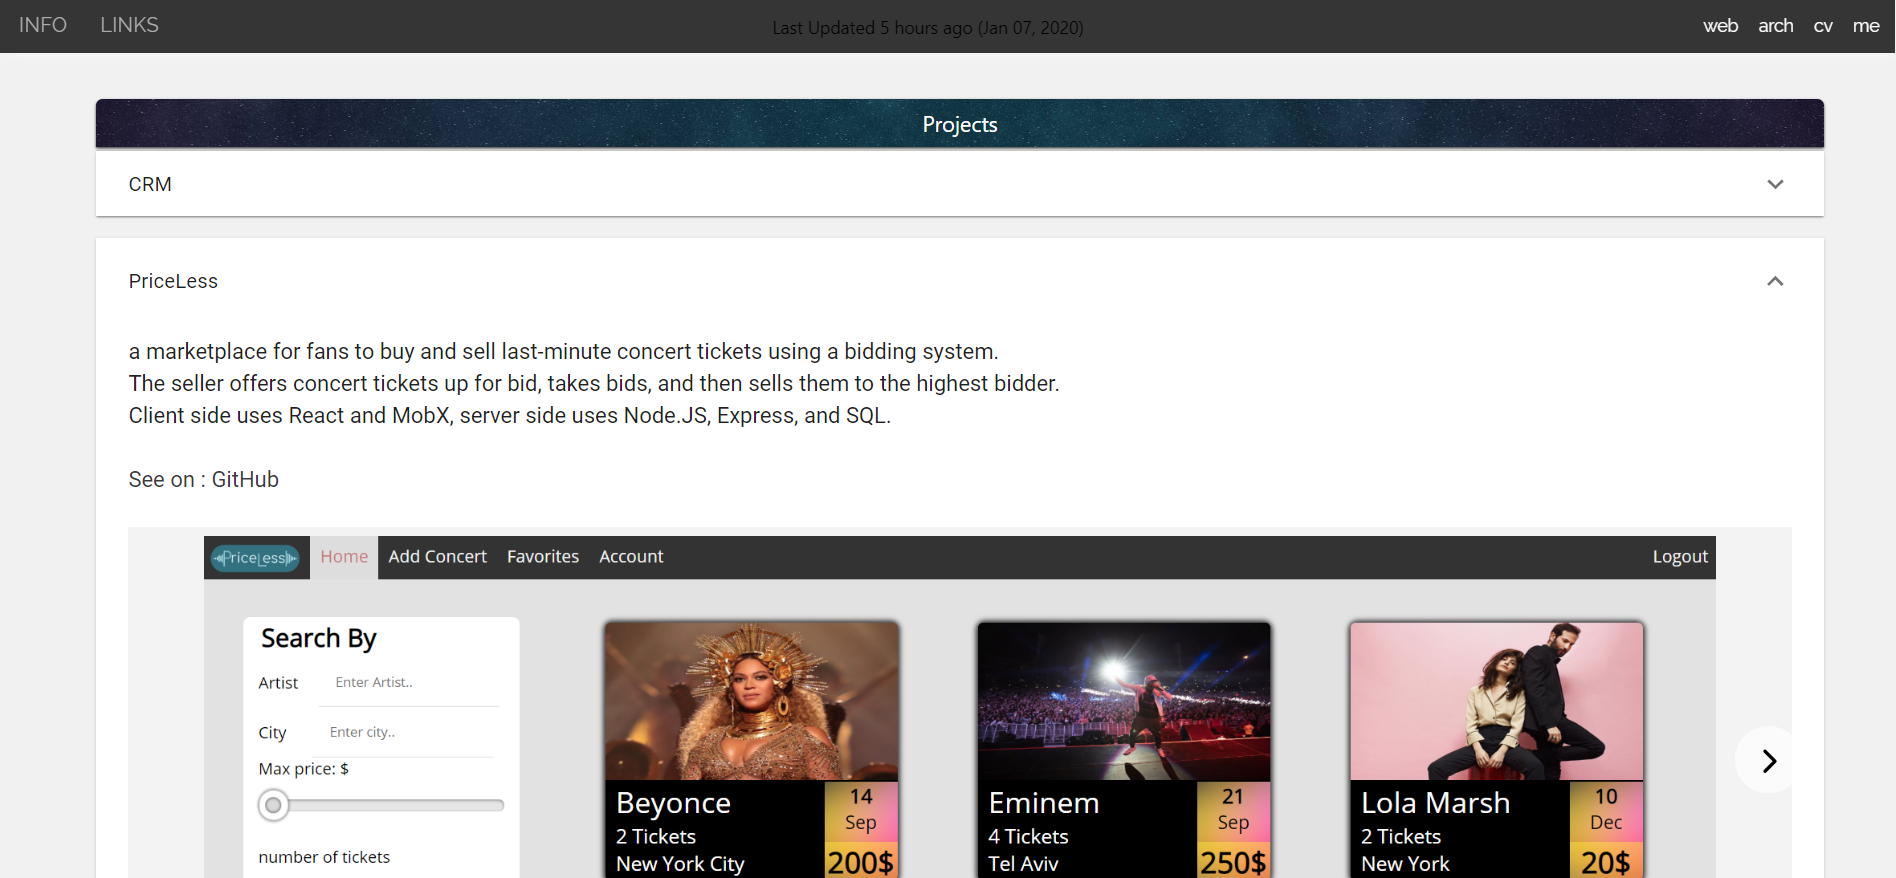 INFO LINKS Last Updated 5 hours ago (Jan 07, 2020) web arch cv me
Projects
CRM
PriceLess
a marketplace for fans to buy and sell last-minute concert tickets using a bidding system.
The seller offers concert tickets up for bid, takes bids, and then sells them to the highest bidder.
Client side uses React and MobX, server side uses Node.JS, Express, and SQL.
See on : GitHub
PriceLess Home Add Concert Favorites Account Logout
Search By
Artist Enter Artist..
City Enter city..
Max price: $
number of tickets
Beyonce
2 Tickets
New York City
14
Sep
200$
Eminem
4 Tickets
Tel Aviv
21
Sep
250$
Lola Marsh
2 Tickets
New York
10
Dec
20$